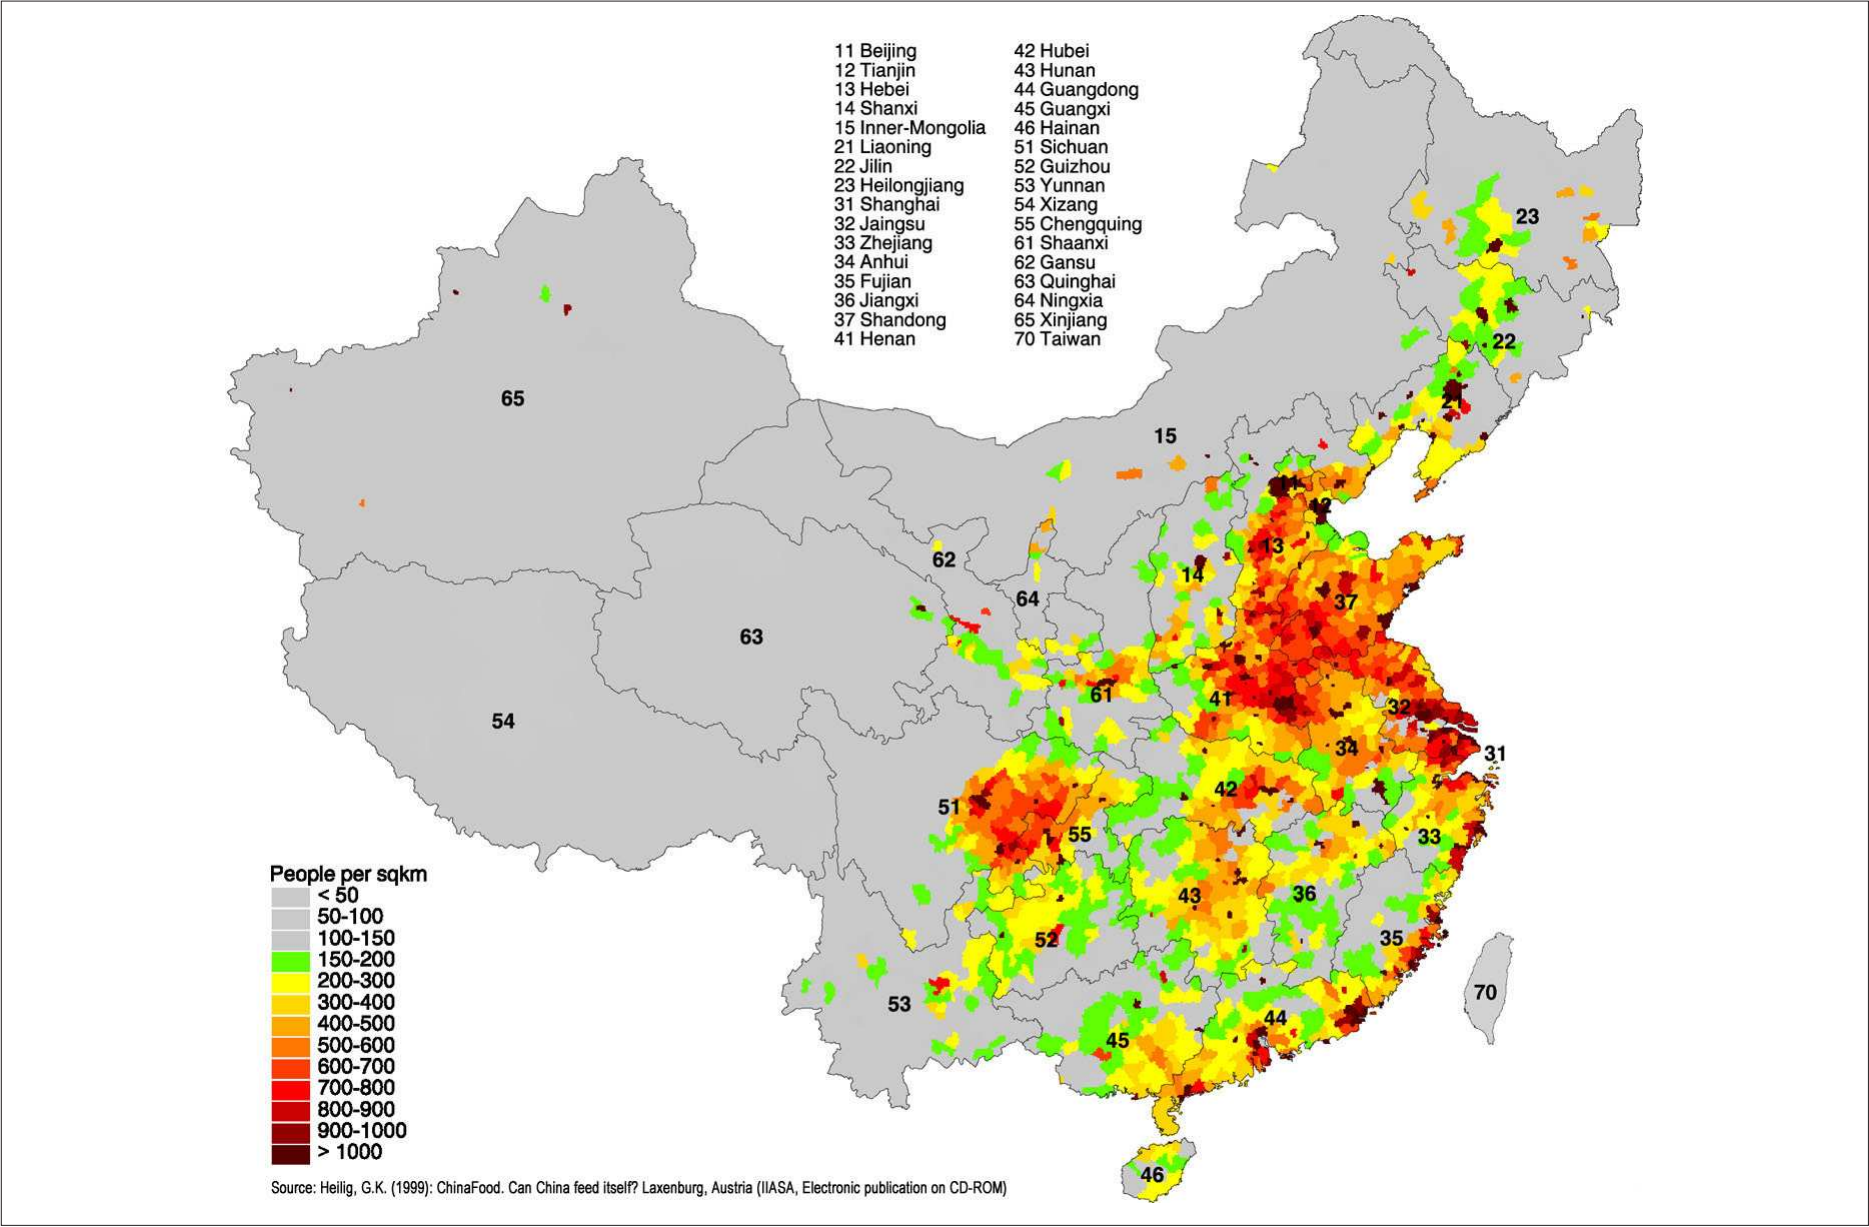 11 Beijing
12 Tianjin
13 Hebei
14 Shanxi
15 Inner-Mongolia
21 Liaoning
22 Jilin
23 Heilongjiang
31 Shanghai
32 Jaingsu
33 Zhejiang
34 Anhui
35 Fujian
36 Jiangxi
37 Shandong
41 Henan
42 Hubei
43 Hunan
44 Guangdong
45 Guangxi
46 Hainan
51 Sichuan
52 Guizhou
53 Yunnan
54 Xizang
55 Chengquing
61 Shaanxi
62 Gansu
63 Quinghai
64 Ningxia
65 Xinjiang
70 Taiwan
23
22
21
65
15
11
12
13
62
14
64
37
63
61
41
32
54
34
31
42
51
55
33
43
36
52
35
53
70
44
45
46
People per sqkm
< 50
50-100
100-150
150-200
200-300
300-400
400-500
500-600
600-700
700-800
800-900
900-1000
> 1000
Source: Heilig, G.K. (1999): ChinaFood. Can China feed itself? Laxenburg, Austria (IIASA, Electronic publication on CD-ROM)